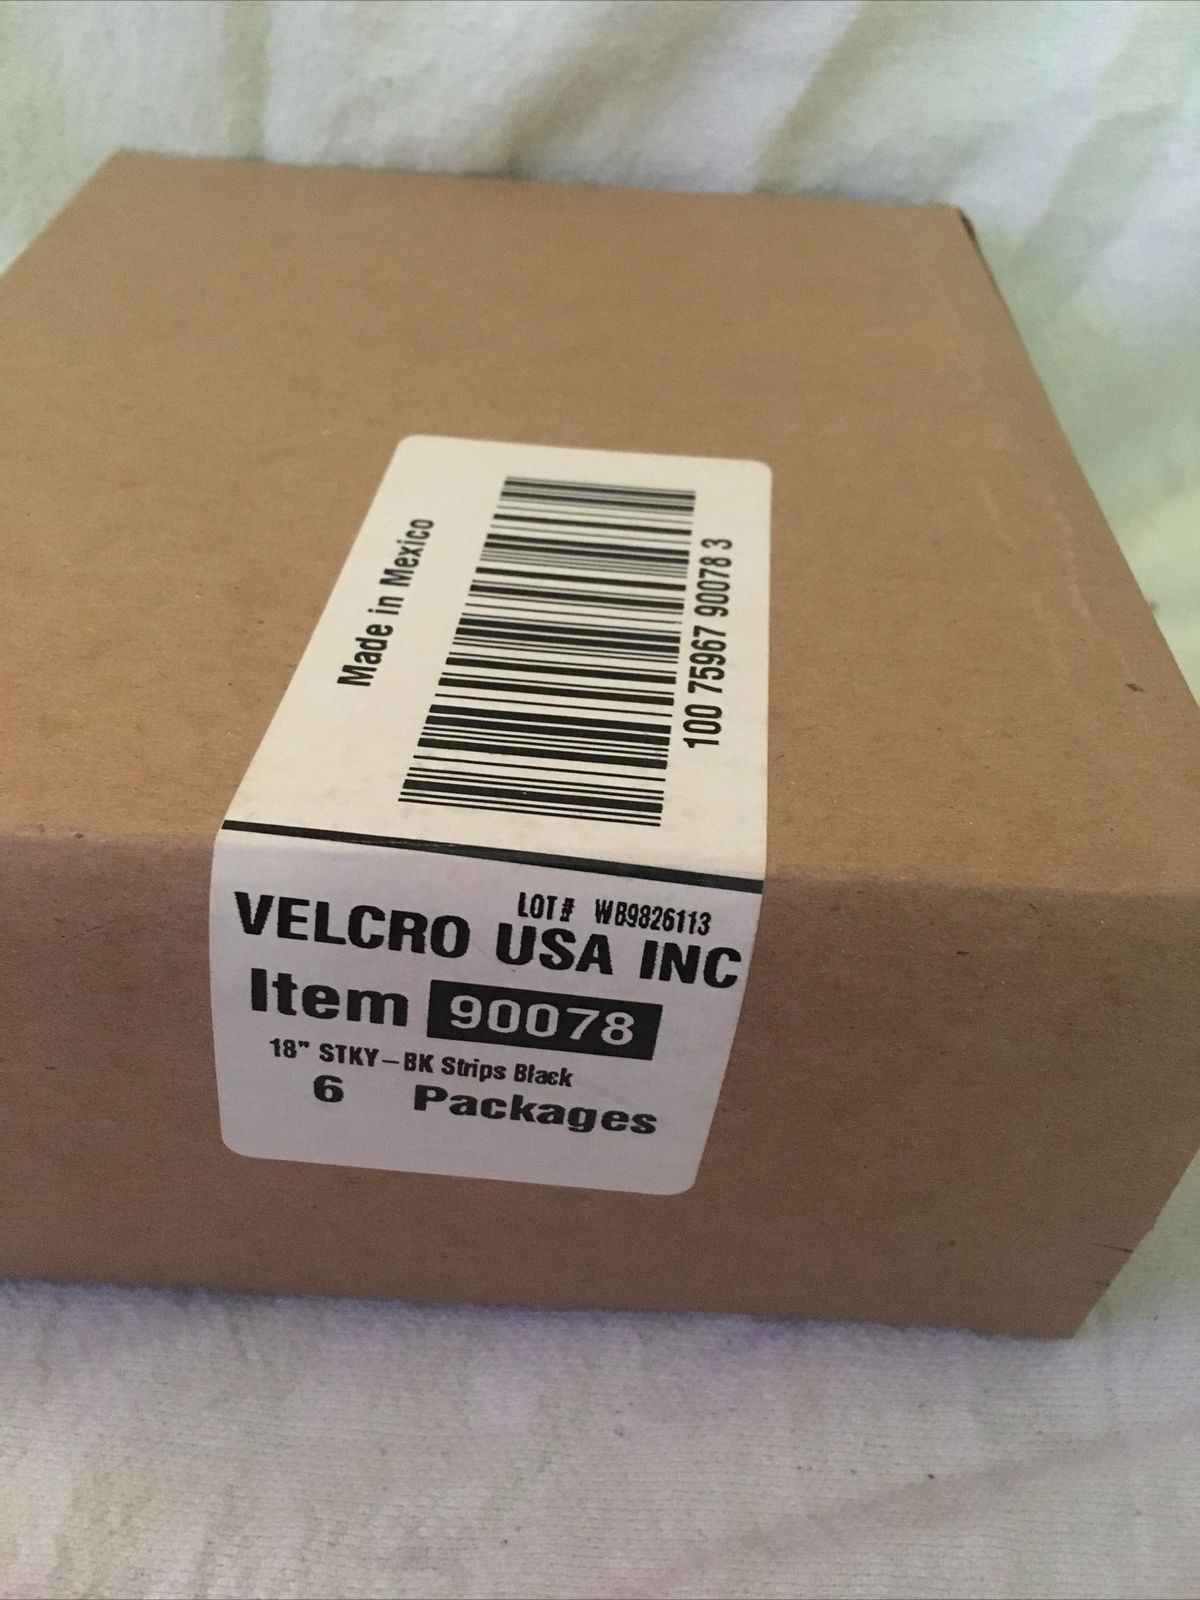 Made in Mexico
100 75967 90078 3
LOT# WB9826113
VELCRO USA INC
Item 90078
18" STKY-BK Strips Black
6 Packages